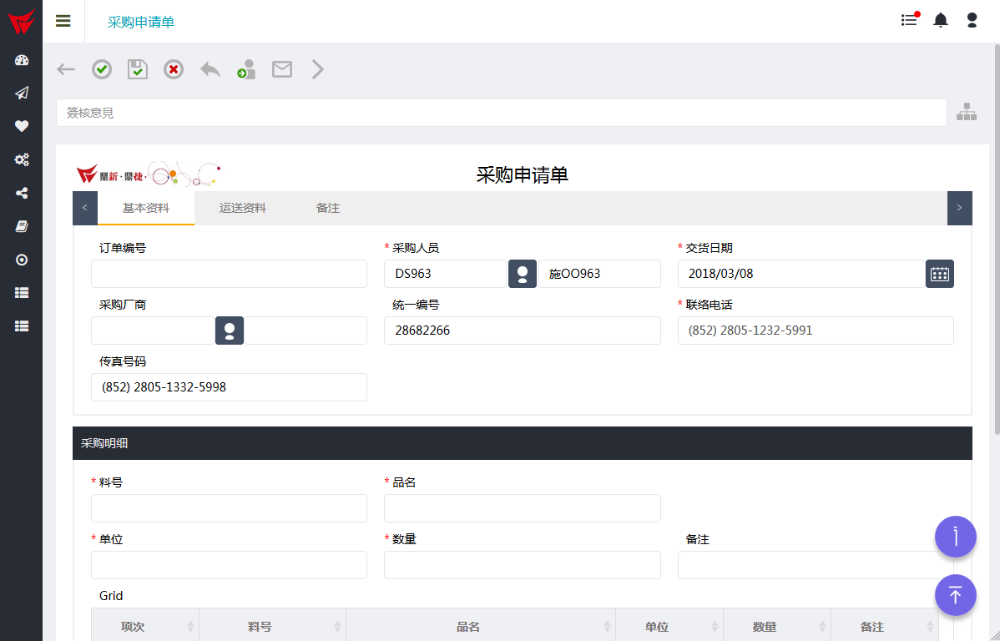 采购申请单
簽核意見
鼎新·鼎捷·
采购申请单
< 基本资料 运送资料 备注 >
订单编号 * 采购人员 * 交货日期
DS963 施OO963 2018/03/08
采购厂商 统一编号 * 联络电话
28682266 (852) 2805-1232-5991
传真号码
(852) 2805-1332-5998
采购明细
* 料号 * 品名
* 单位 * 数量 备注
Grid
项次 料号 品名 单位 数量 备注